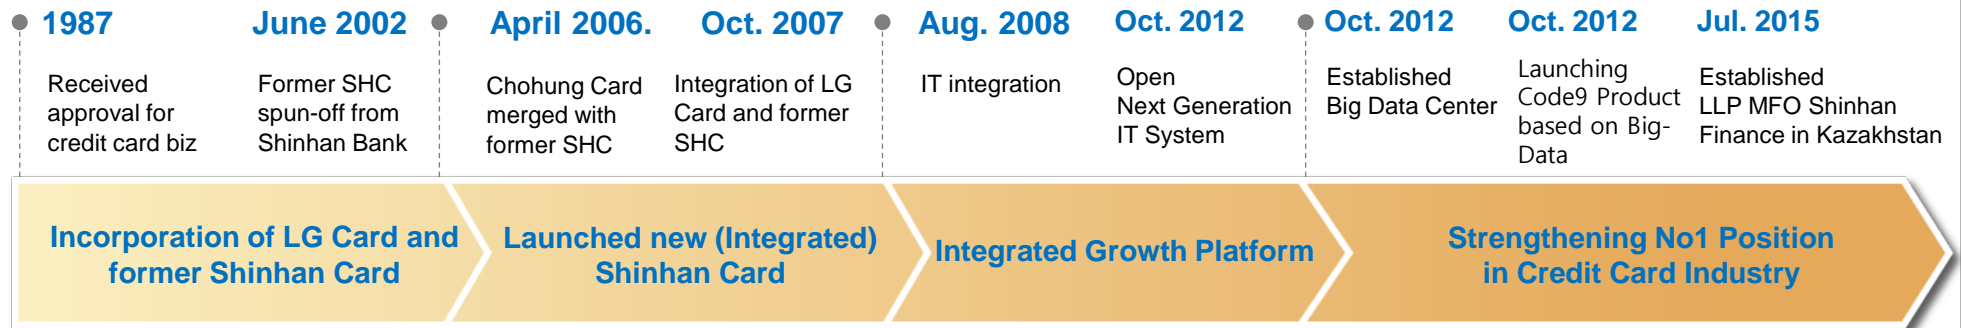 1987
Received
approval for
credit card biz
June 2002
Former SHC
spun-off from
Shinhan Bank
April 2006.
Chohung Card
merged with
former SHC
Oct. 2007
Integration of LG
Card and former
SHC
Aug. 2008
IT integration
Oct. 2012
Open
Next Generation
IT System
Oct. 2012
Established
Big Data Center
Oct. 2012
Launching
Code9 Product
based on Big-
Data
Jul. 2015
Established
LLP MFO Shinhan
Finance in Kazakhstan
Incorporation of LG Card and
former Shinhan Card
Launched new (Integrated)
Shinhan Card
Integrated Growth Platform
Strengthening No1 Position
in Credit Card Industry